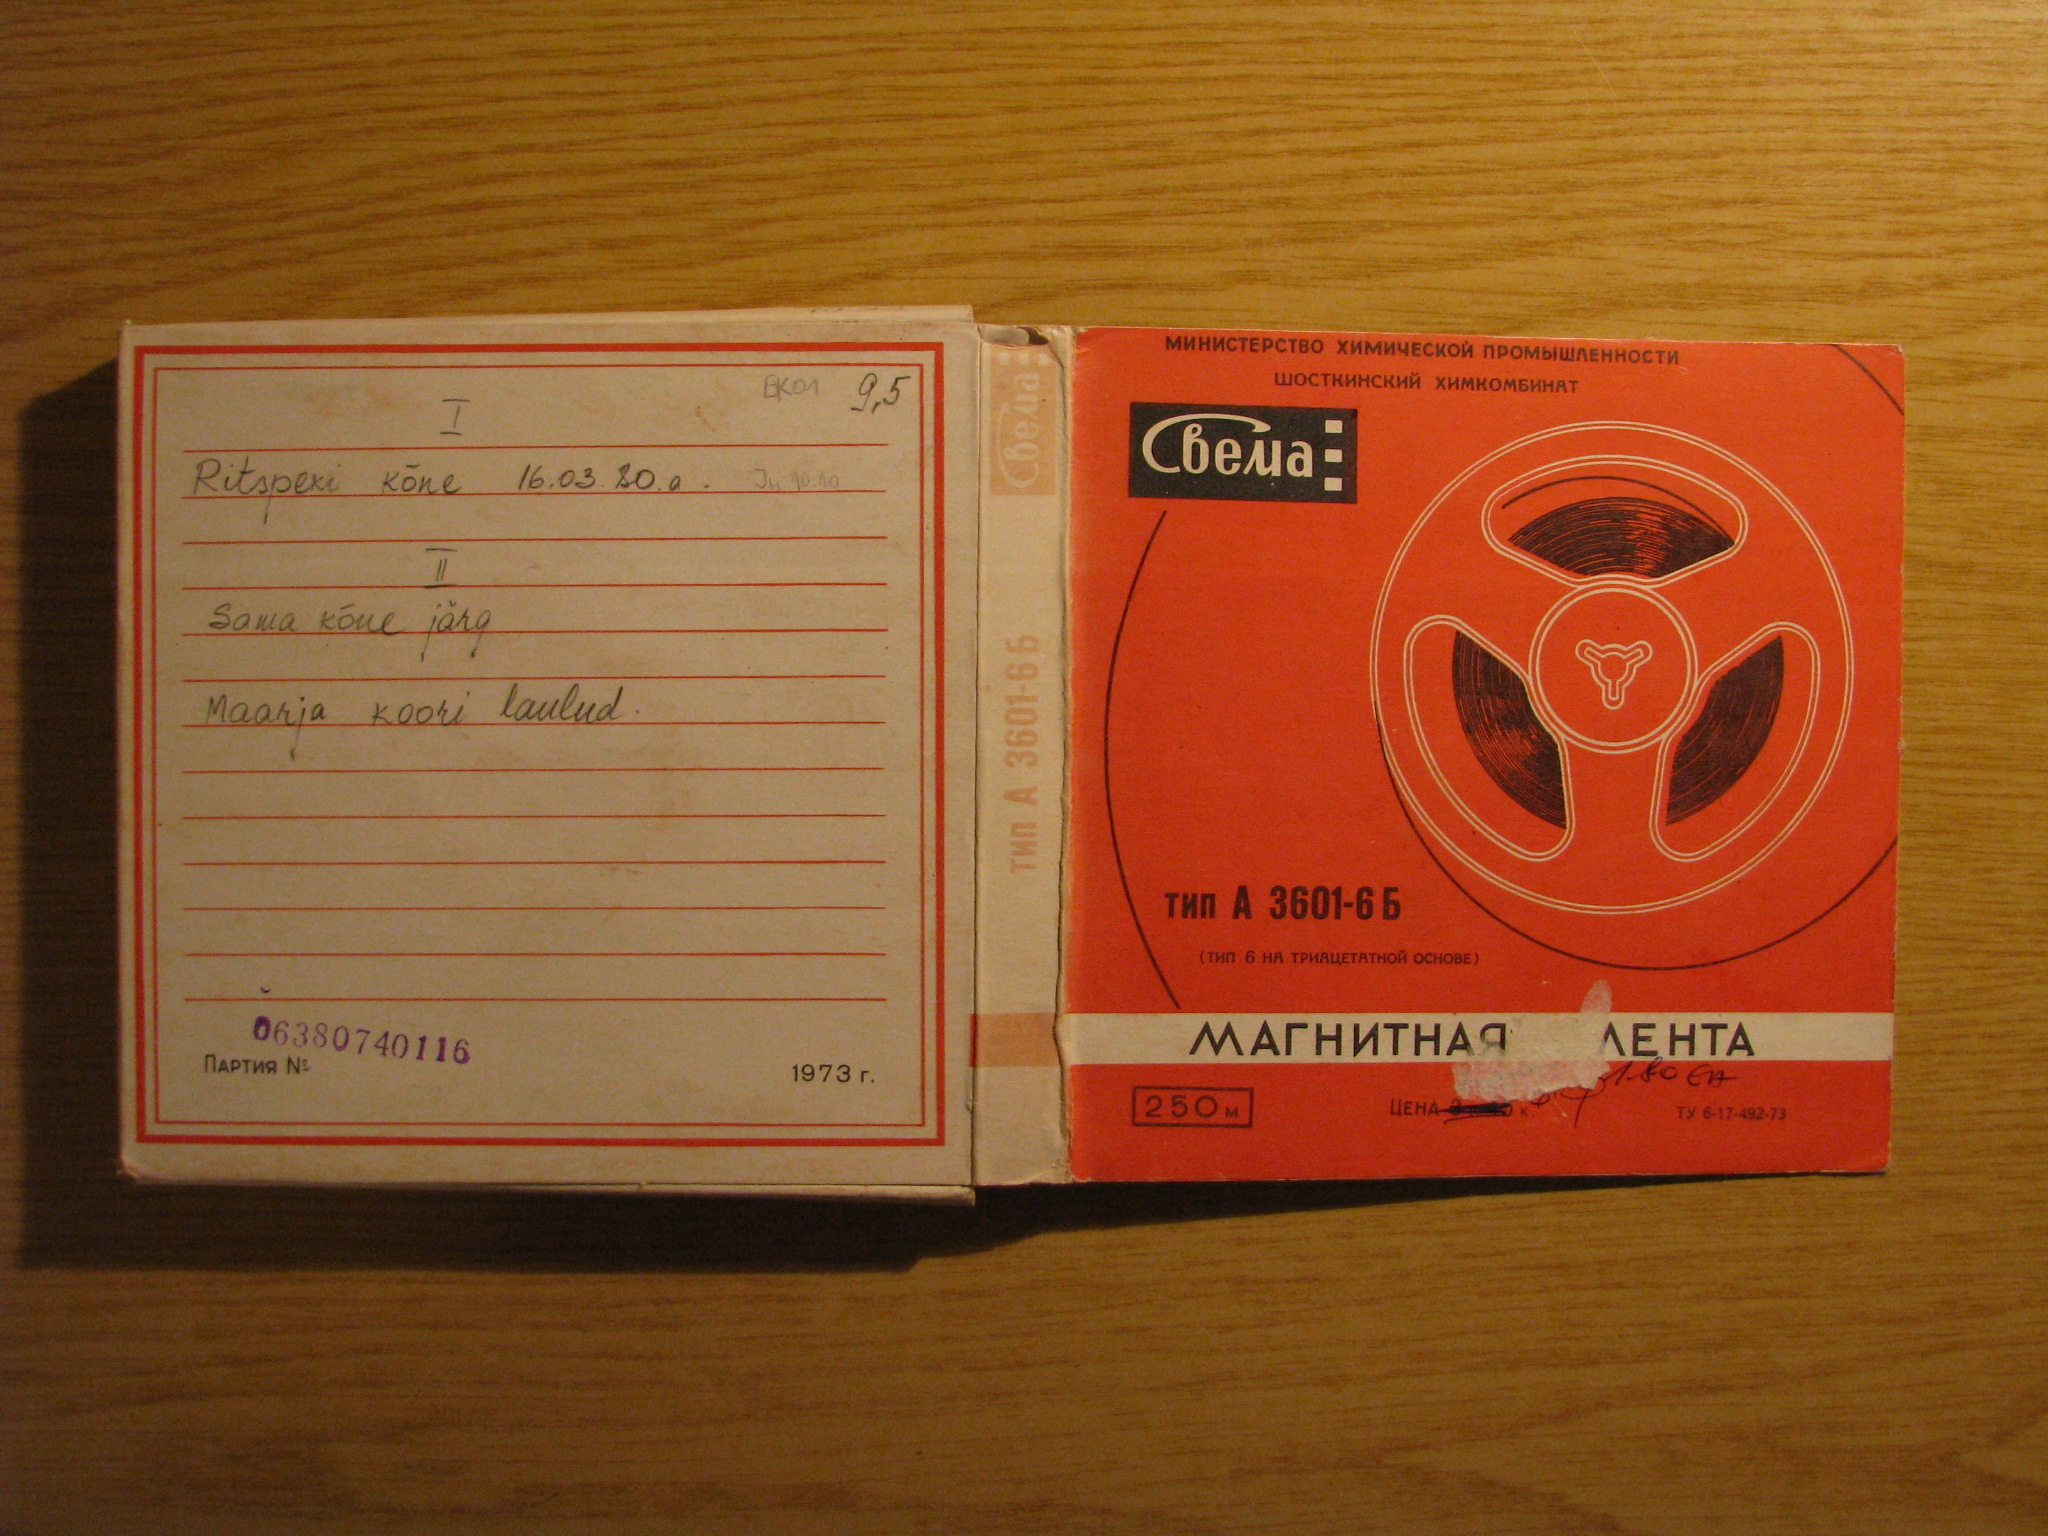 EK01 9,5
I
Ritspeki kõne 16.03.80.a.
II
Sama kõne järg
Maarja koori laulud.
06380740116
Партия №
1973 г.
Свема
тип А 3601-6 Б
МИНИСТЕРСТВО ХИМИЧЕСКОЙ ПРОМЫШЛЕННОСТИ
ШОСТКИНСКИЙ ХИМКОМБИНАТ
Свема
тип А 3601-6 Б
(ТИП 6 НА ТРИАЦЕТАТНОЙ ОСНОВЕ)
МАГНИТНАЯ ЛЕНТА
250 м
ЦЕНА
ТУ 6-17-492-73